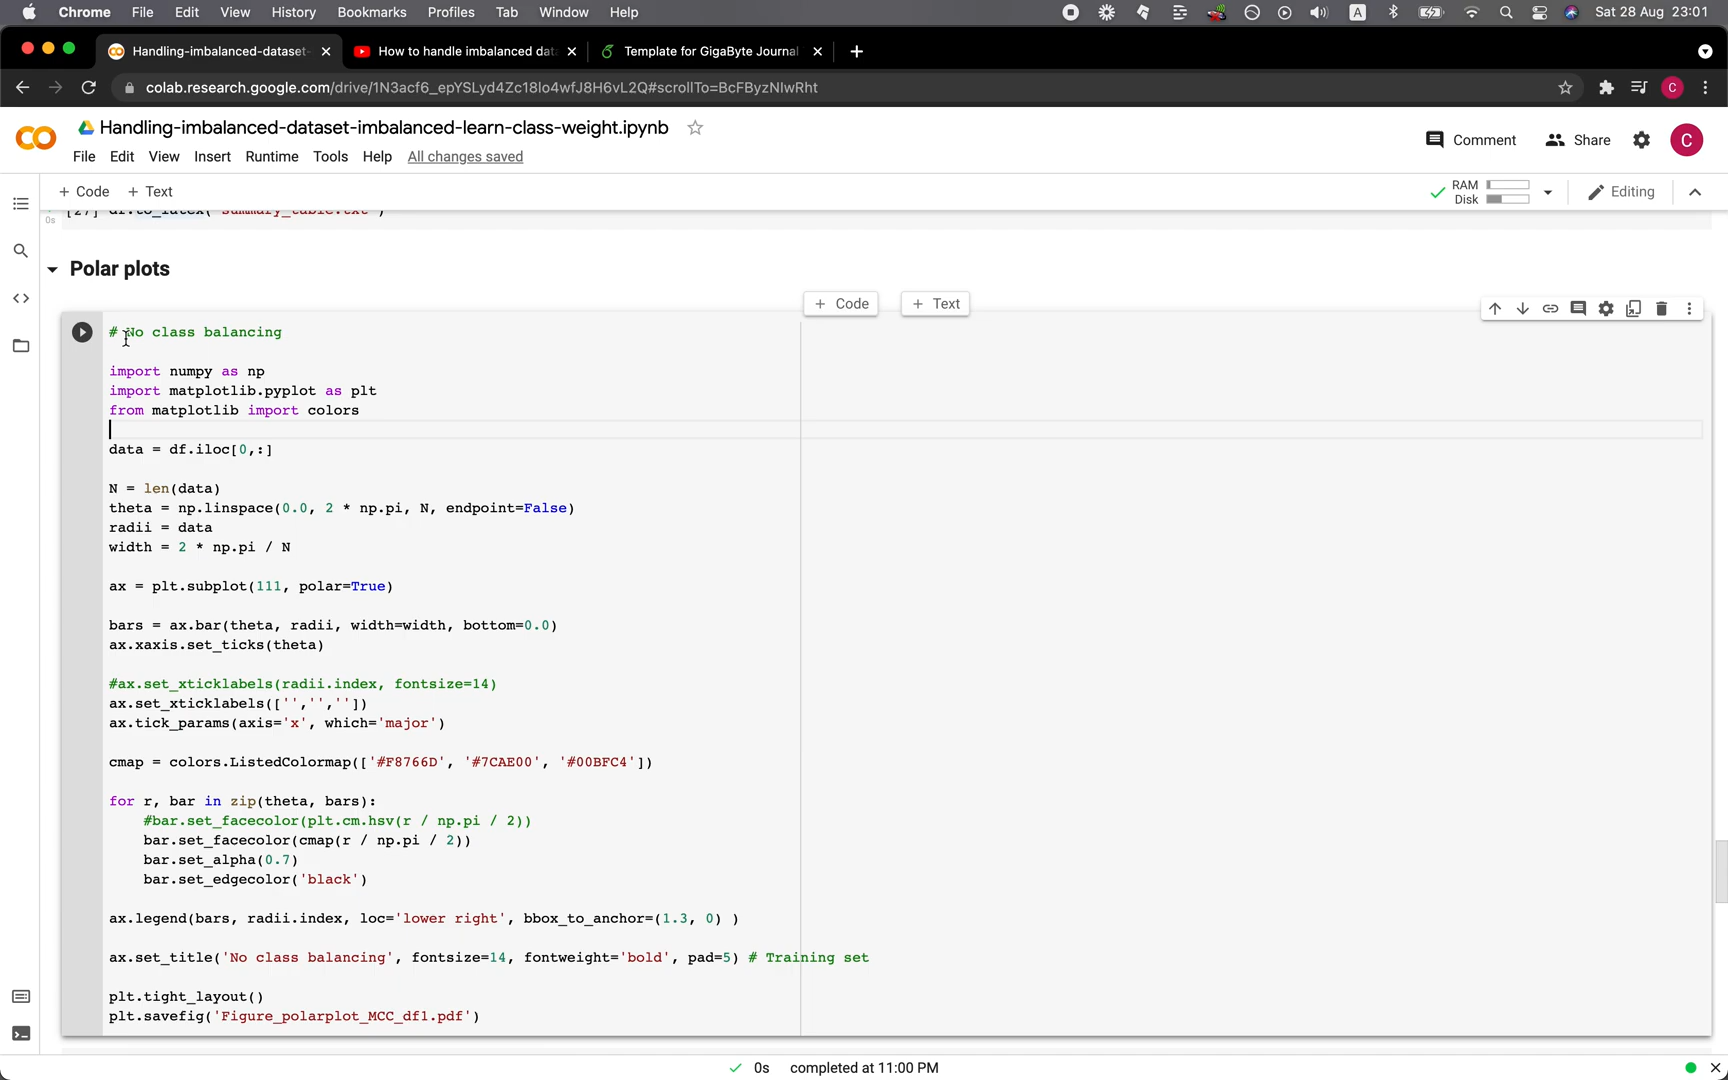 Chrome File Edit View History Bookmarks Profiles Tab Window Help A Sat 28 Aug 23:01
Handling-imbalanced-dataset- How to handle imbalanced dat Template for GigaByte Journal
colab.research.google.com/drive/1N3acf6_epYSLyd4Zc18Io4wfJ8H6vL2Q#scrollTo=BcFByzNIwRht C
Handling-imbalanced-dataset-imbalanced-learn-class-weight.ipynb
Comment Share C
File Edit View Insert Runtime Tools Help All changes saved
+ Code + Text RAM Disk Editing
0s [27] df.to_latex('summary_table.txt')
Polar plots
+ Code + Text
# No class balancing
import numpy as np
import matplotlib.pyplot as plt
from matplotlib import colors
data = df.iloc[0,:]
N = len(data)
theta = np.linspace(0.0, 2 * np.pi, N, endpoint=False)
radii = data
width = 2 * np.pi / N
ax = plt.subplot(111, polar=True)
bars = ax.bar(theta, radii, width=width, bottom=0.0)
ax.xaxis.set_ticks(theta)
#ax.set_xticklabels(radii.index, fontsize=14)
ax.set_xticklabels(['','',''])
ax.tick_params(axis='x', which='major')
cmap = colors.ListedColormap(['#F8766D', '#7CAE00', '#00BFC4'])
for r, bar in zip(theta, bars):
#bar.set_facecolor(plt.cm.hsv(r / np.pi / 2))
bar.set_facecolor(cmap(r / np.pi / 2))
bar.set_alpha(0.7)
bar.set_edgecolor('black')
ax.legend(bars, radii.index, loc='lower right', bbox_to_anchor=(1.3, 0) )
ax.set_title('No class balancing', fontsize=14, fontweight='bold', pad=5) # Training set
plt.tight_layout()
plt.savefig('Figure_polarplot_MCC_df1.pdf')
0s completed at 11:00 PM